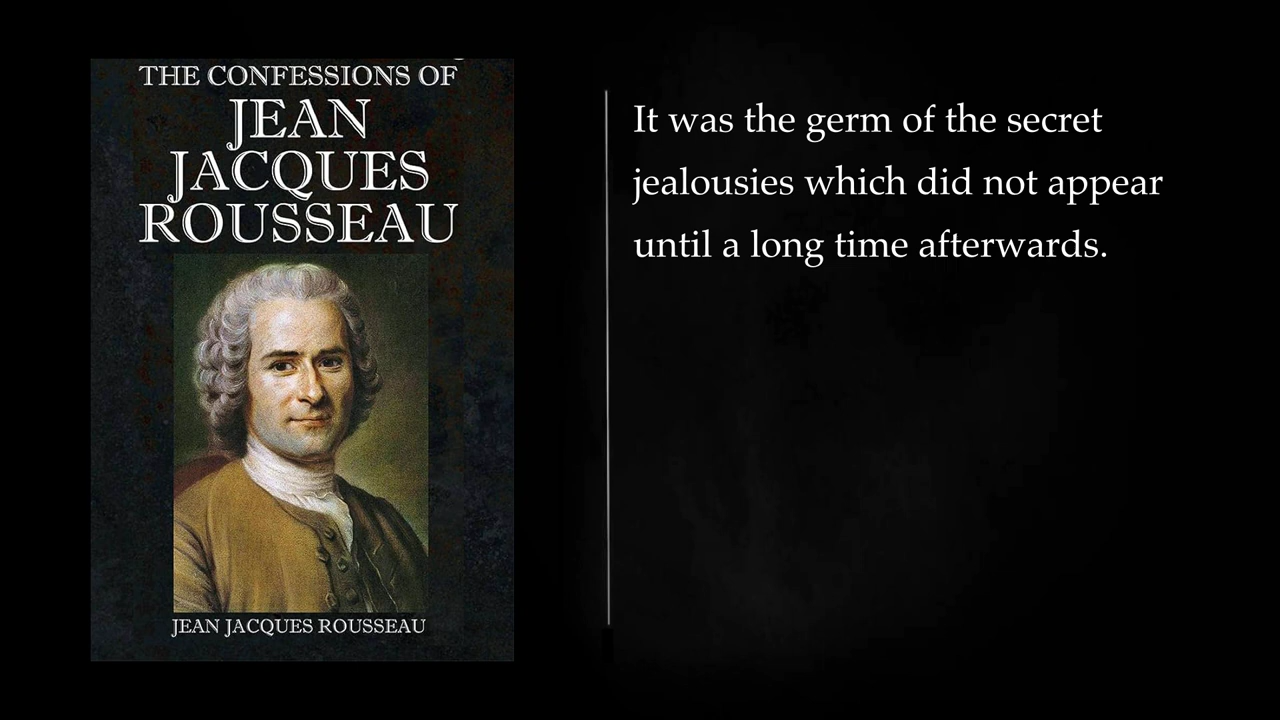 THE CONFESSIONS OF
JEAN
JACQUES
ROUSSEAU
JEAN JACQUES ROUSSEAU
It was the germ of the secret
jealousies which did not appear
until a long time afterwards.